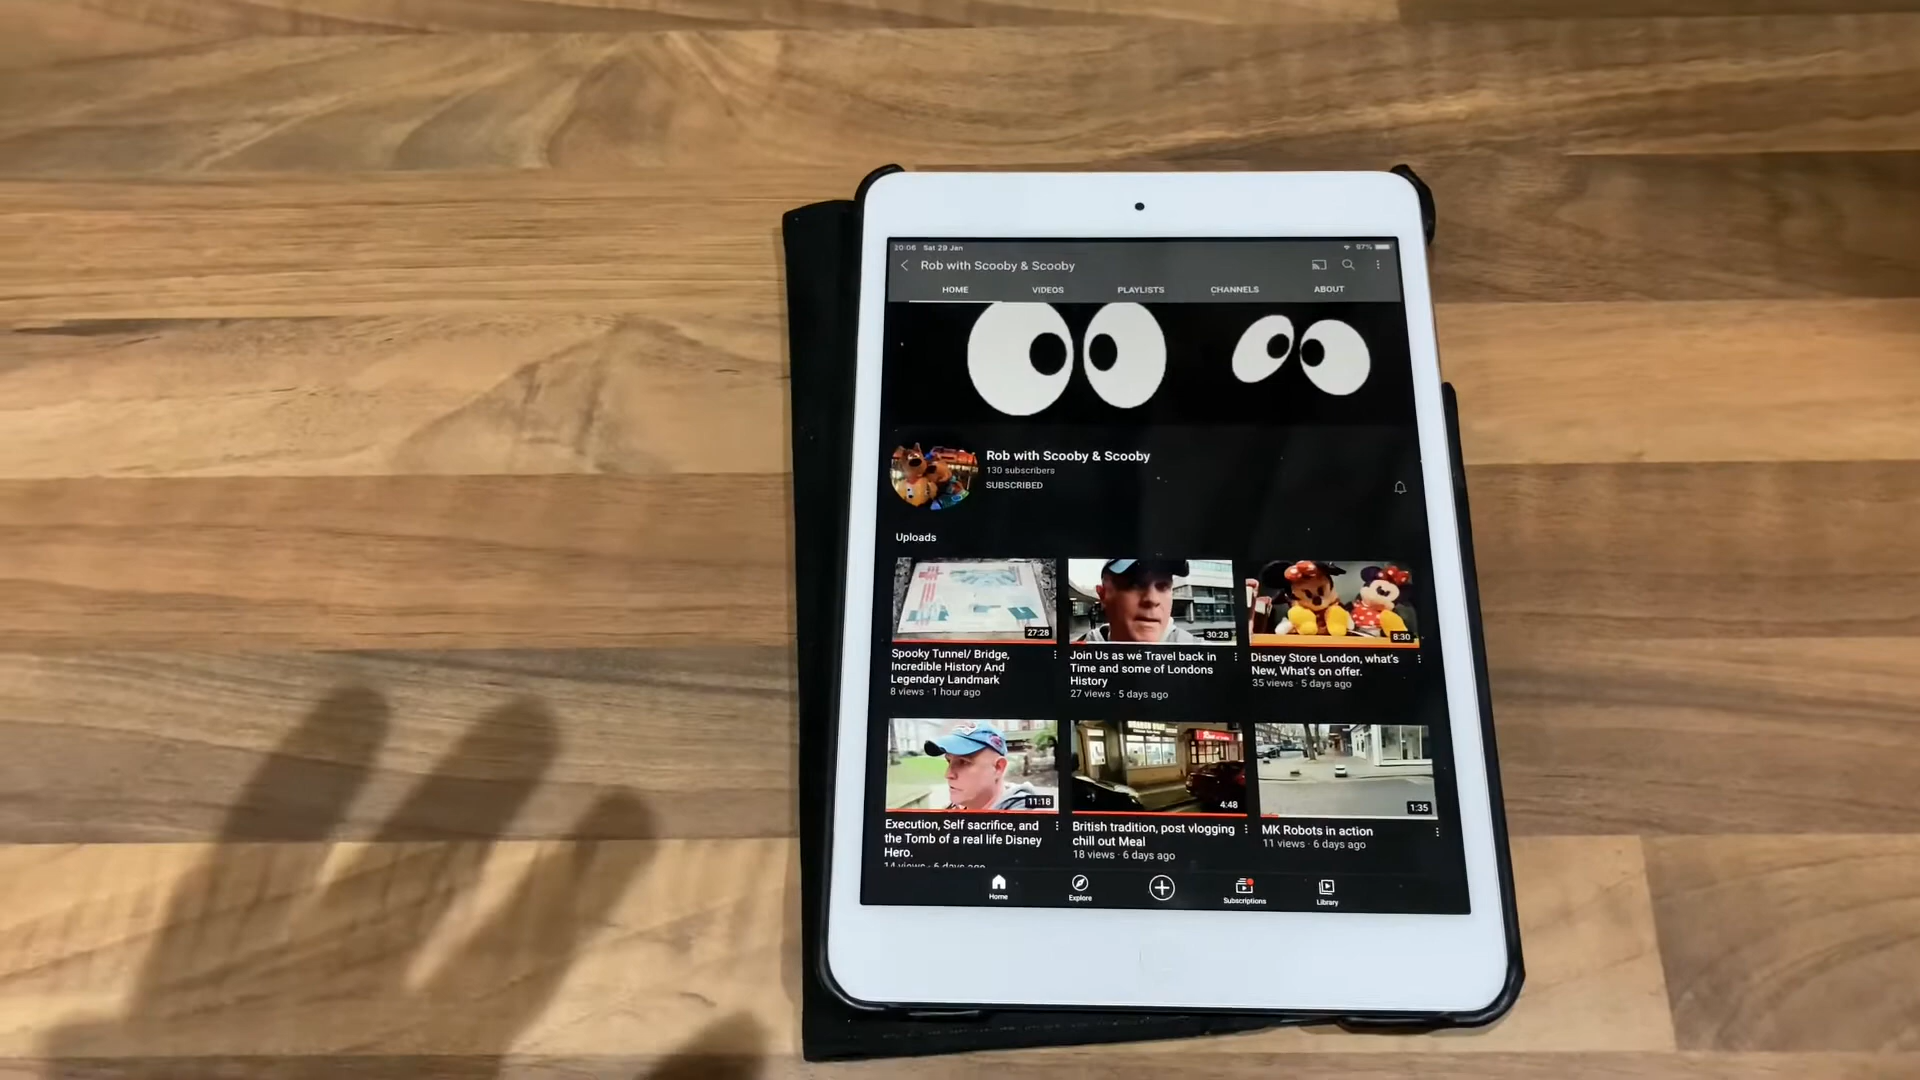 20:06 Sat 29 Jan
87%
Rob with Scooby & Scooby
HOME VIDEOS PLAYLISTS CHANNELS ABOUT
Rob with Scooby & Scooby
130 subscribers
SUBSCRIBED
Uploads
27:28
30:28
8:30
Spooky Tunnel/ Bridge,
Incredible History And
Legendary Landmark
8 views · 1 hour ago
Join Us as we Travel back in
Time and some of Londons
History
27 views · 5 days ago
Disney Store London, what's
New, What's on offer.
35 views · 5 days ago
11:18
4:48
1:35
Execution, Self sacrifice, and
the Tomb of a real life Disney
Hero.
14 views · 6 days ago
British tradition, post vlogging
chill out Meal
18 views · 6 days ago
MK Robots in action
11 views · 6 days ago
Home
Explore
Subscriptions
Library